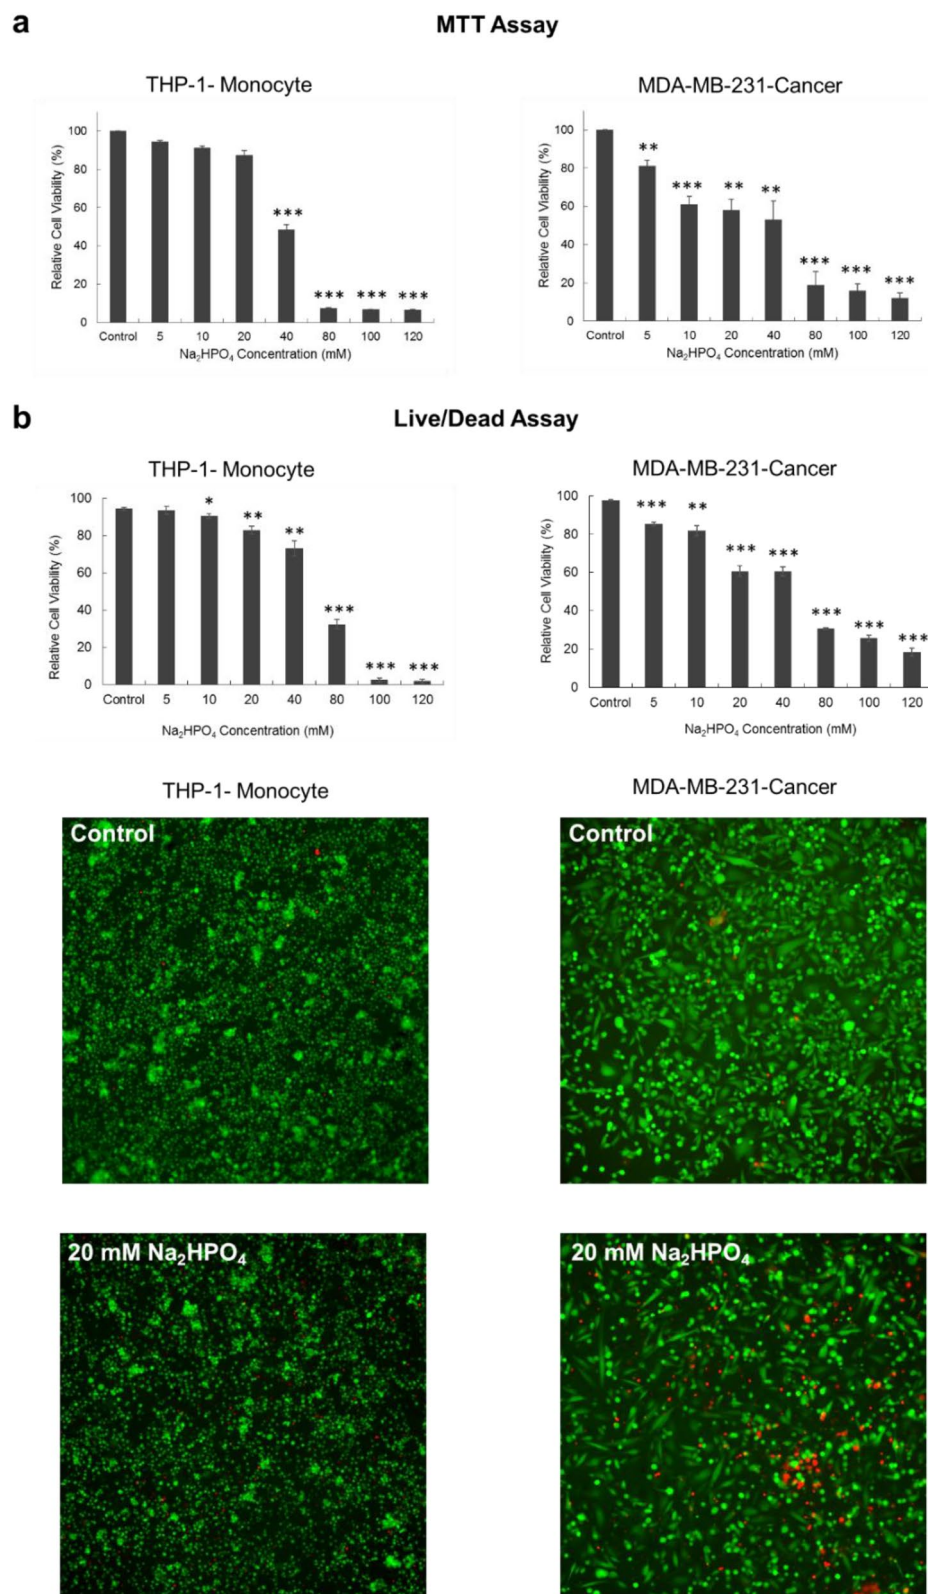 a
MTT Assay
THP-1- Monocyte
MDA-MB-231-Cancer
Relative Cell Viability (%)
100
80
60
40
20
0
***
***
***
***
Control 5 10 20 40 80 100 120
Na₂HPO₄ Concentration (mM)
Relative Cell Viability (%)
100
80
60
40
20
0
**
***
**
**
***
***
***
Control 5 10 20 40 80 100 120
Na₂HPO₄ Concentration (mM)
b
Live/Dead Assay
THP-1- Monocyte
MDA-MB-231-Cancer
Relative Cell Viability (%)
100
80
60
40
20
0
*
**
**
***
***
***
Control 5 10 20 40 80 100 120
Na₂HPO₄ Concentration (mM)
Relative Cell Viability (%)
100
80
60
40
20
0
***
**
***
***
***
***
***
Control 5 10 20 40 80 100 120
Na₂HPO₄ Concentration (mM)
THP-1- Monocyte
MDA-MB-231-Cancer
Control
Control
20 mM Na₂HPO₄
20 mM Na₂HPO₄